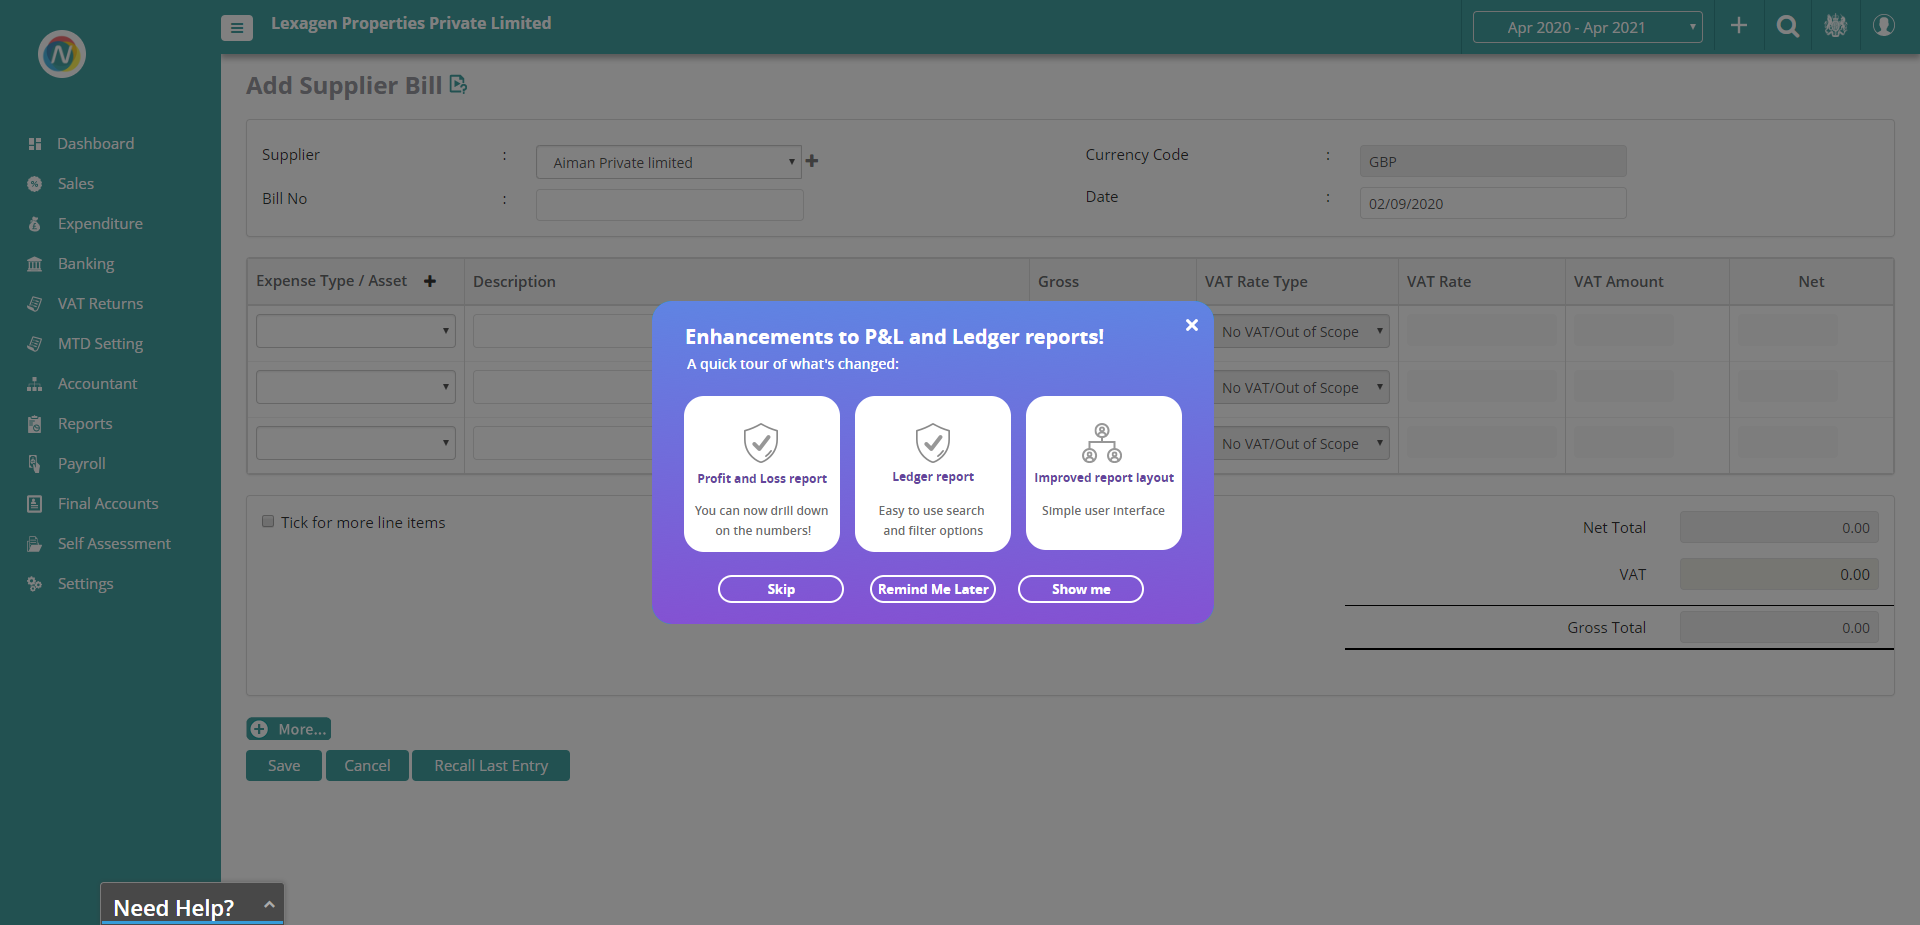 Lexagen Properties Private Limited
Apr 2020 - Apr 2021
N
Dashboard
Sales
Expenditure
Banking
VAT Returns
MTD Setting
Accountant
Reports
Payroll
Final Accounts
Self Assessment
Settings
Add Supplier Bill
Supplier : Aiman Private limited
Currency Code : GBP
Bill No :
Date : 02/09/2020
Expense Type / Asset Description Gross VAT Rate Type VAT Rate VAT Amount Net
No VAT/Out of Scope
No VAT/Out of Scope
No VAT/Out of Scope
Enhancements to P&L and Ledger reports!
A quick tour of what's changed:
Profit and Loss report
You can now drill down
on the numbers!
Ledger report
Easy to use search
and filter options
Improved report layout
Simple user interface
Skip
Remind Me Later
Show me
Tick for more line items
Net Total 0.00
VAT 0.00
Gross Total 0.00
More...
Save
Cancel
Recall Last Entry
Need Help?